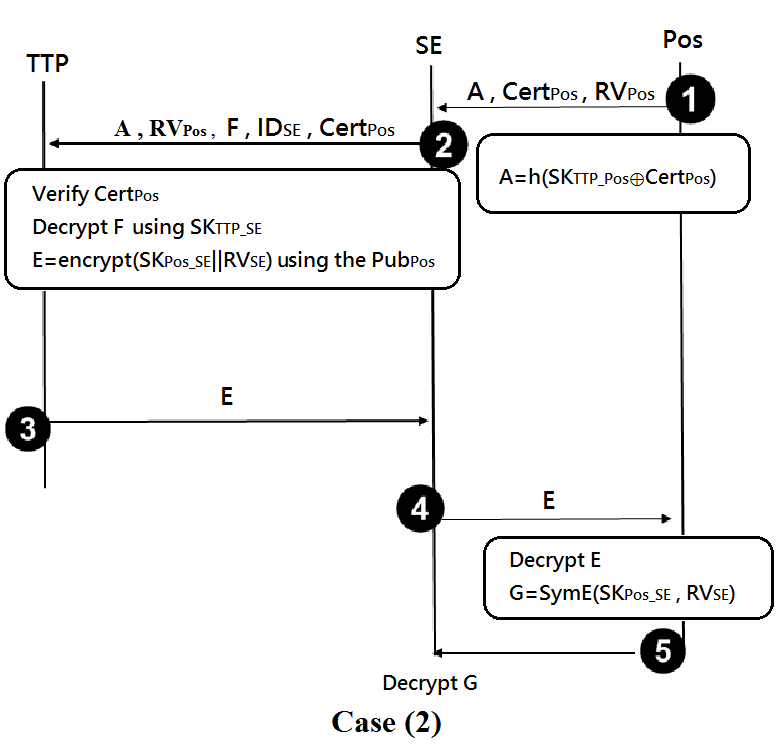 TTP
SE
Pos
A , CertPos , RVPos
1
A , RVPos , F , IDSE , CertPos
2
A=h(SKTTP_Pos⊕CertPos)
Verify CertPos
Decrypt F using SKTTP_SE
E=encrypt(SKPos_SE||RVSE) using the PubPos
E
3
E
4
Decrypt E
G=SymE(SKPos_SE , RVSE)
5
Decrypt G
Case (2)